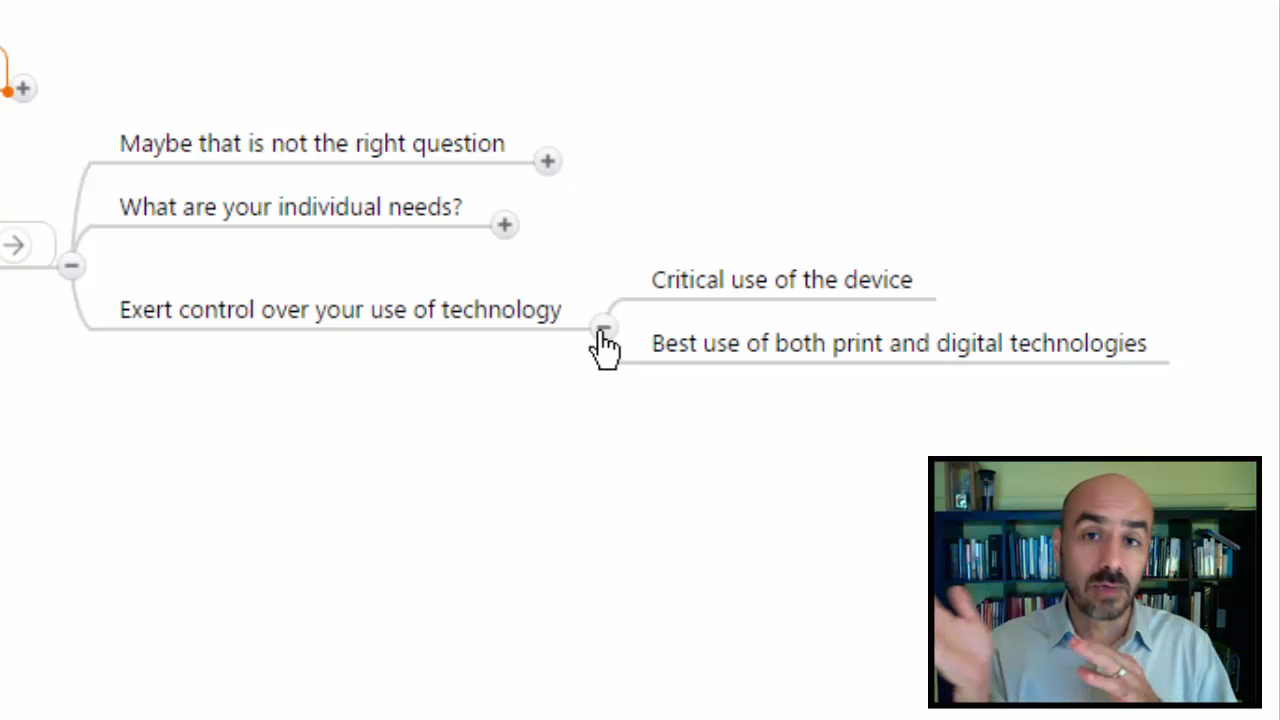 Maybe that is not the right question
What are your individual needs?
Exert control over your use of technology
Critical use of the device
Best use of both print and digital technologies